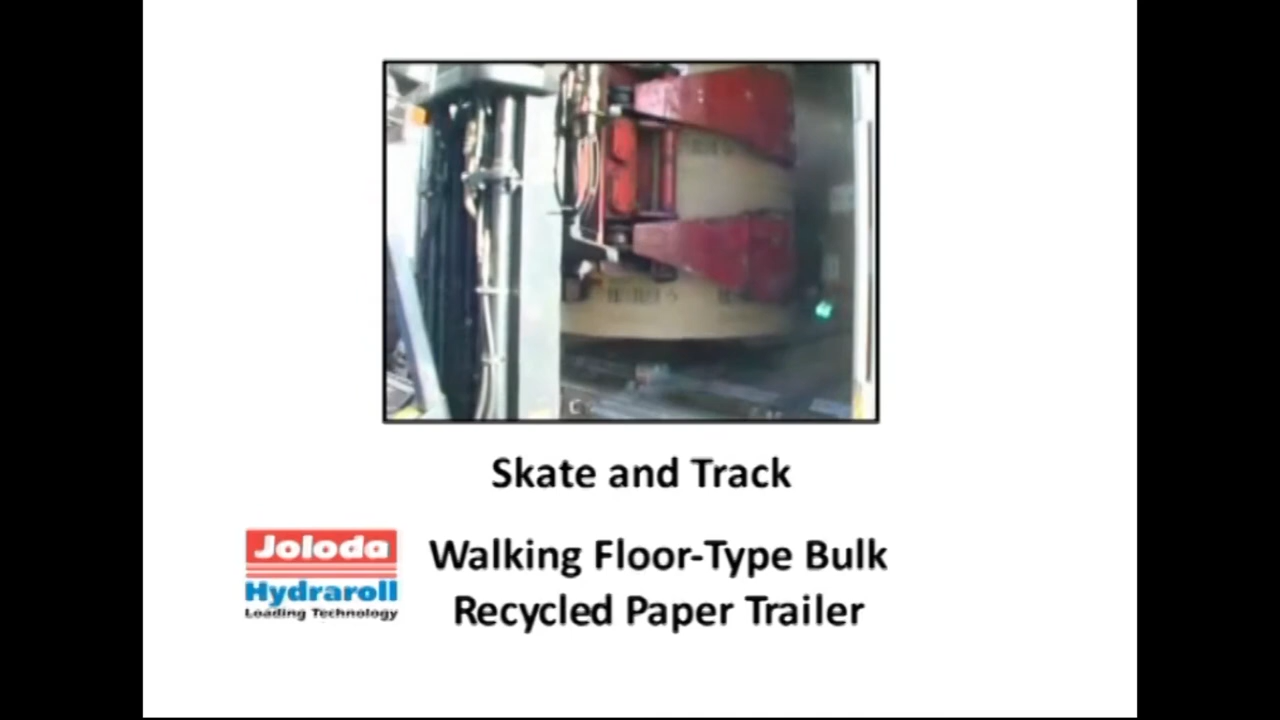 Skate and Track
Joloda
Hydraroll
Loading Technology
Walking Floor-Type Bulk
Recycled Paper Trailer